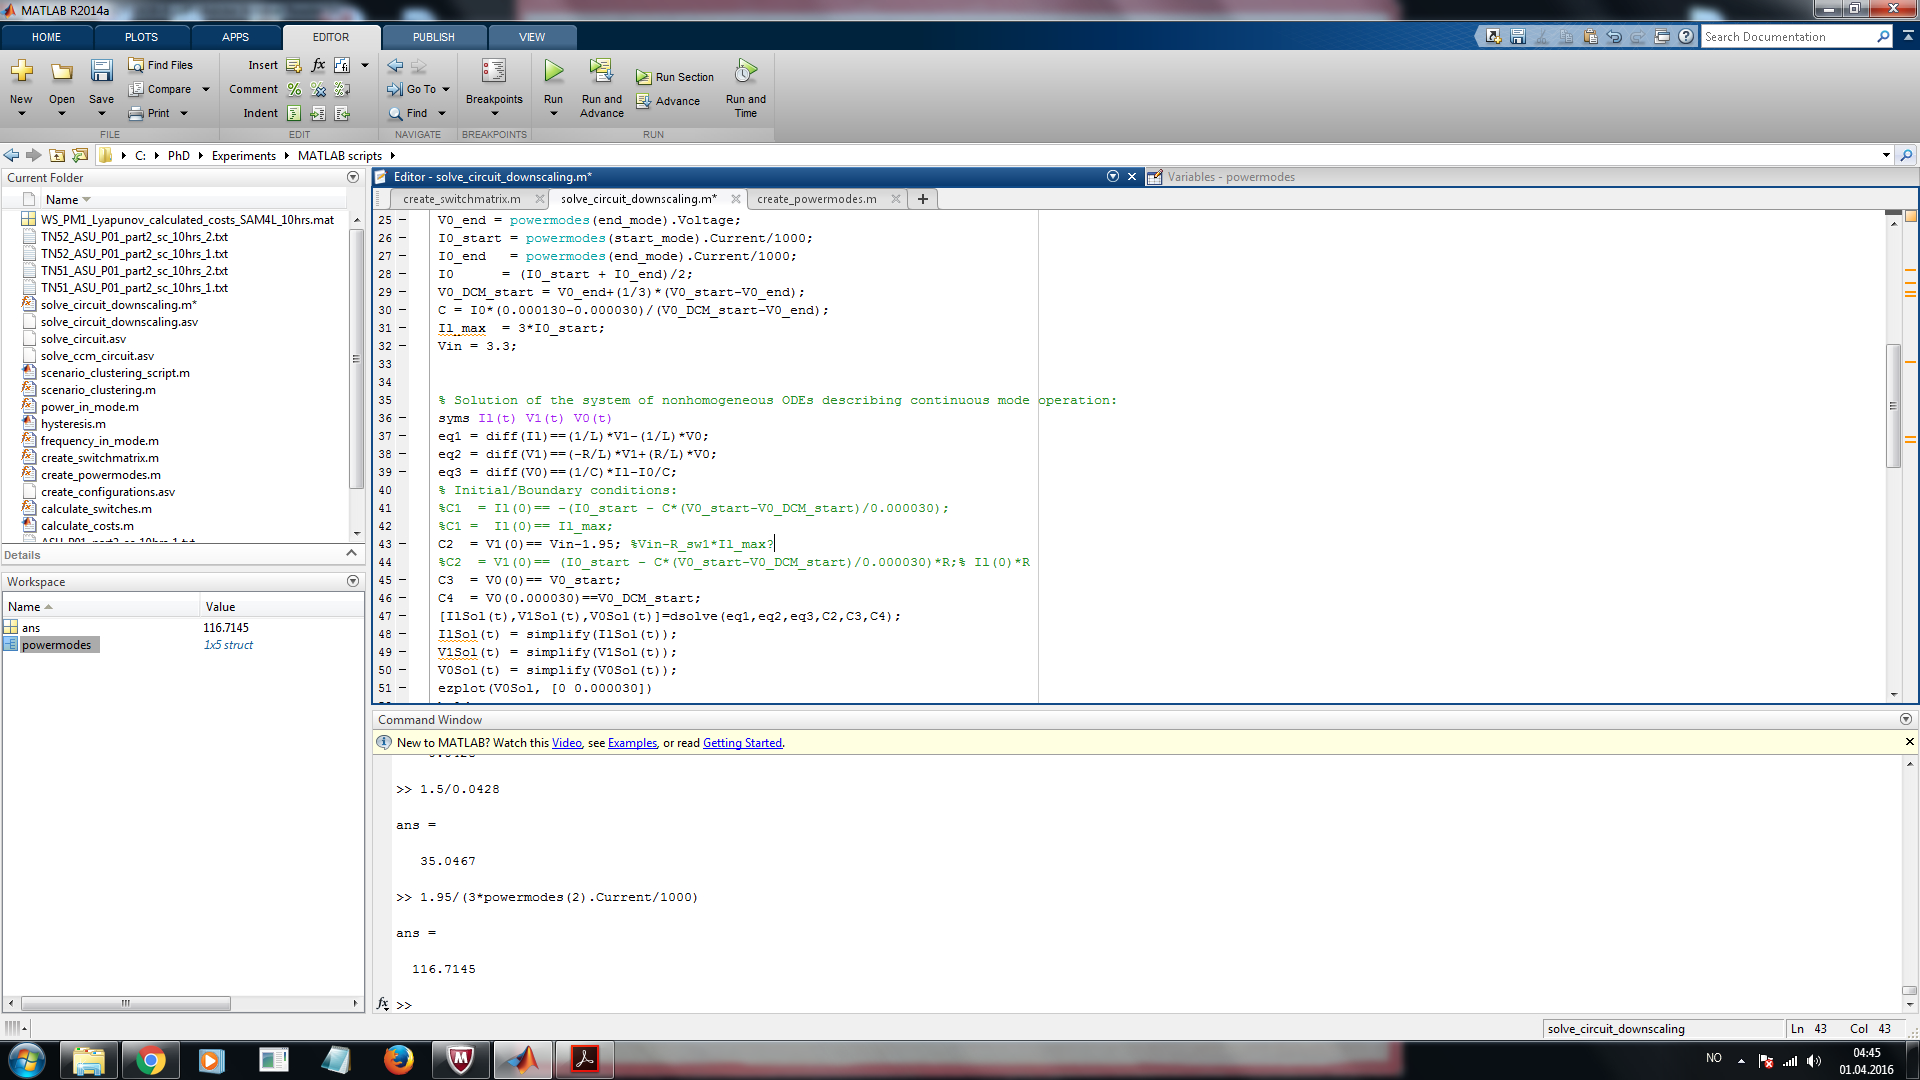 MATLAB R2014a
HOME PLOTS APPS EDITOR PUBLISH VIEW
Search Documentation
New Open Save
Find Files
Compare
Print
FILE
Insert
Comment
Indent
EDIT
Go To
Find
NAVIGATE
Breakpoints
BREAKPOINTS
Run
Run and Advance
Run Section
Advance
Run and Time
RUN
C: PhD Experiments MATLAB scripts
Current Folder
Name
WS_PM1_Lyapunov_calculated_costs_SAM4L_10hrs.mat
TN52_ASU_P01_part2_sc_10hrs_2.txt
TN52_ASU_P01_part2_sc_10hrs_1.txt
TN51_ASU_P01_part2_sc_10hrs_2.txt
TN51_ASU_P01_part2_sc_10hrs_1.txt
solve_circuit_downscaling.m*
solve_circuit_downscaling.asv
solve_circuit.asv
solve_ccm_circuit.asv
scenario_clustering_script.m
scenario_clustering.m
power_in_mode.m
hysteresis.m
frequency_in_mode.m
create_switchmatrix.m
create_powermodes.m
create_configurations.asv
calculate_switches.m
calculate_costs.m
Details
Workspace
Name Value
ans 116.7145
powermodes 1x5 struct
Editor - solve_circuit_downscaling.m*
Variables - powermodes
create_switchmatrix.m solve_circuit_downscaling.m* create_powermodes.m
25 V0_end = powermodes(end_mode).Voltage;
26 I0_start = powermodes(start_mode).Current/1000;
27 I0_end   = powermodes(end_mode).Current/1000;
28 I0      = (I0_start + I0_end)/2;
29 V0_DCM_start = V0_end+(1/3)*(V0_start-V0_end);
30 C = I0*(0.000130-0.000030)/(V0_DCM_start-V0_end);
31 Il_max  = 3*I0_start;
32 Vin = 3.3;
33
34
35 % Solution of the system of nonhomogeneous ODEs describing continuous mode operation:
36 syms Il(t) V1(t) V0(t)
37 eq1 = diff(Il)==(1/L)*V1-(1/L)*V0;
38 eq2 = diff(V1)==(-R/L)*V1+(R/L)*V0;
39 eq3 = diff(V0)==(1/C)*Il-I0/C;
40 % Initial/Boundary conditions:
41 %C1  = Il(0)== -(I0_start - C*(V0_start-V0_DCM_start)/0.000030);
42 %C1 =  Il(0)== Il_max;
43 C2  = V1(0)== Vin-1.95; %Vin-R_sw1*Il_max?
44 %C2  = V1(0)== (I0_start - C*(V0_start-V0_DCM_start)/0.000030)*R;% Il(0)*R
45 C3  = V0(0)== V0_start;
46 C4  = V0(0.000030)==V0_DCM_start;
47 [IlSol(t),V1Sol(t),V0Sol(t)]=dsolve(eq1,eq2,eq3,C2,C3,C4);
48 IlSol(t) = simplify(IlSol(t));
49 V1Sol(t) = simplify(V1Sol(t));
50 V0Sol(t) = simplify(V0Sol(t));
51 ezplot(V0Sol, [0 0.000030])
Command Window
New to MATLAB? Watch this Video, see Examples, or read Getting Started.
>> 1.5/0.0428
ans =
35.0467
>> 1.95/(3*powermodes(2).Current/1000)
ans =
116.7145
fx >>
solve_circuit_downscaling Ln 43 Col 43
NO
04:45
01.04.2016